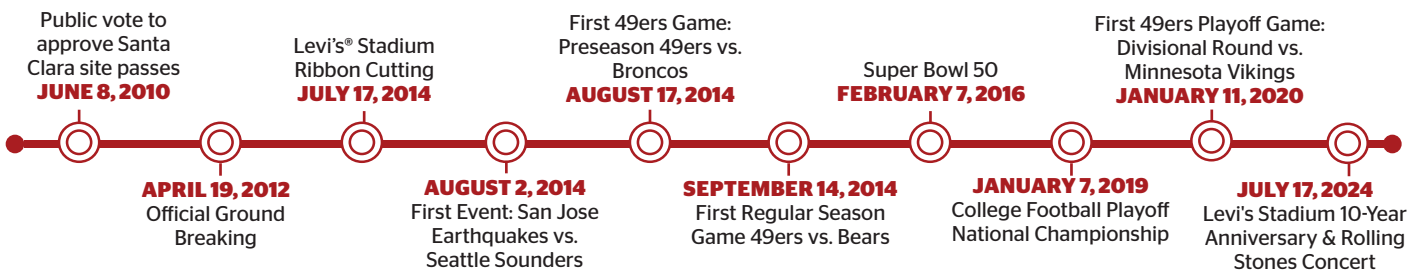 Public vote to
approve Santa
Clara site passes
JUNE 8, 2010
APRIL 19, 2012
Official Ground
Breaking
Levi's® Stadium
Ribbon Cutting
JULY 17, 2014
AUGUST 2, 2014
First Event: San Jose
Earthquakes vs.
Seattle Sounders
First 49ers Game:
Preseason 49ers vs.
Broncos
AUGUST 17, 2014
SEPTEMBER 14, 2014
First Regular Season
Game 49ers vs. Bears
Super Bowl 50
FEBRUARY 7, 2016
JANUARY 7, 2019
College Football Playoff
National Championship
First 49ers Playoff Game:
Divisional Round vs.
Minnesota Vikings
JANUARY 11, 2020
JULY 17, 2024
Levi's Stadium 10-Year
Anniversary & Rolling
Stones Concert